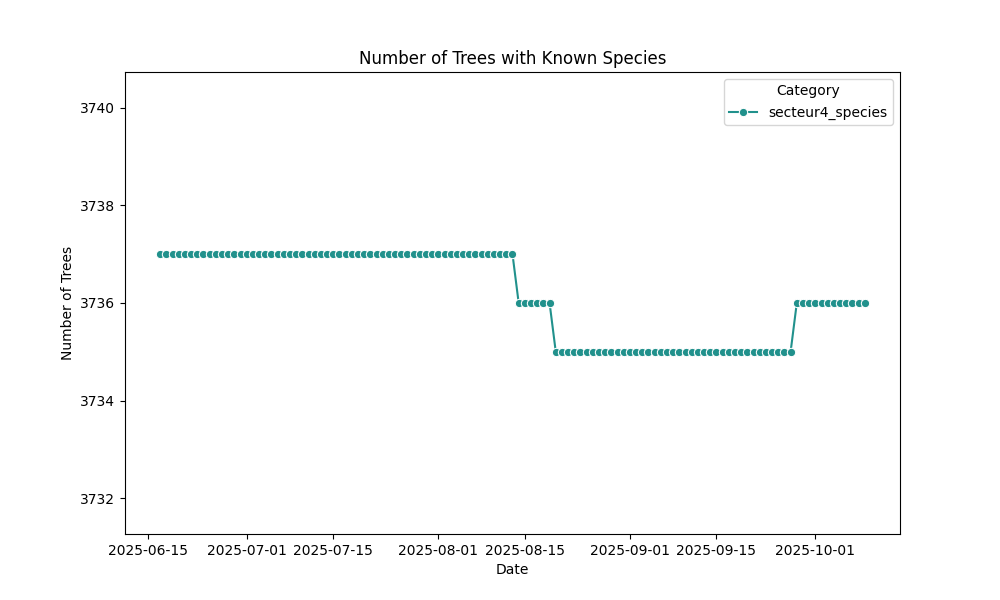 Number of Trees with Known Species
Category
secteur4_species
3740
3738
3736
3734
3732
Number of Trees
2025-06-15 2025-07-01 2025-07-15 2025-08-01 2025-08-15 2025-09-01 2025-09-15 2025-10-01
Date